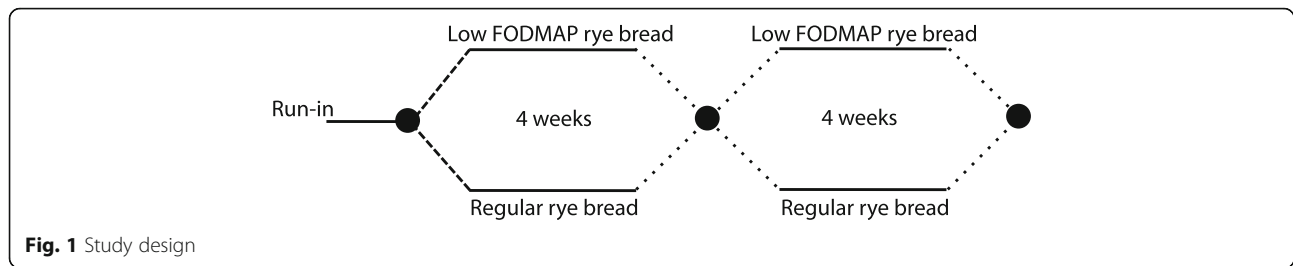 Low FODMAP rye bread
Low FODMAP rye bread
Run-in
4 weeks
4 weeks
Regular rye bread
Regular rye bread
Fig. 1 Study design